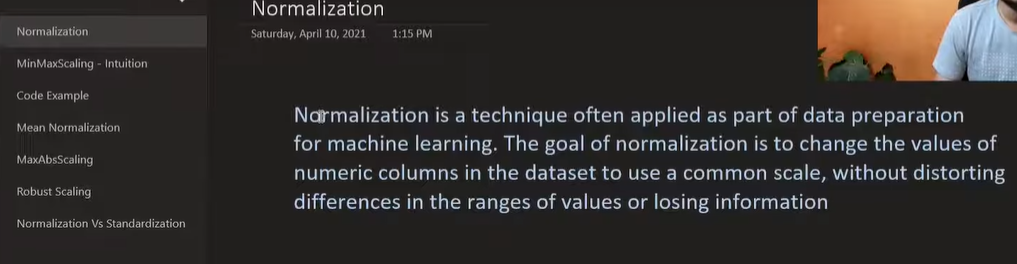 Normalization
MinMaxScaling - Intuition
Code Example
Mean Normalization
MaxAbsScaling
Robust Scaling
Normalization Vs Standardization
Normalization
Saturday, April 10, 2021 1:15 PM
Normalization is a technique often applied as part of data preparation
for machine learning. The goal of normalization is to change the values of
numeric columns in the dataset to use a common scale, without distorting
differences in the ranges of values or losing information